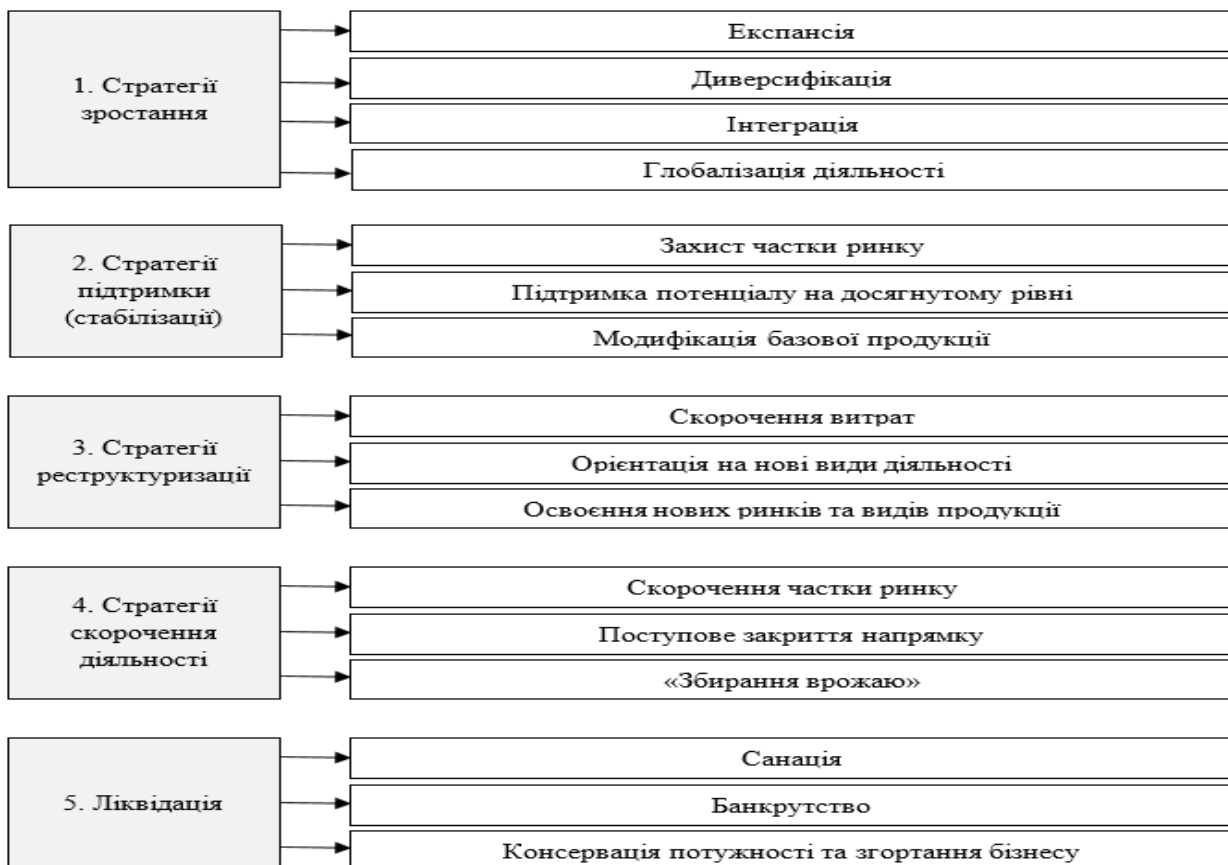 1. Стратегії
зростання
Експансія
Диверсифікація
Інтеграція
Глобалізація діяльності
2. Стратегії
підтримки
(стабілізації)
Захист частки ринку
Підтримка потенціалу на досягнутому рівні
Модифікація базової продукції
3. Стратегії
реструктуризації
Скорочення витрат
Орієнтація на нові види діяльності
Освоєння нових ринків та видів продукції
4. Стратегії
скорочення
діяльності
Скорочення частки ринку
Поступове закриття напрямку
«Збирання врожаю»
5. Ліквідація
Санація
Банкрутство
Консервація потужності та згортання бізнесу